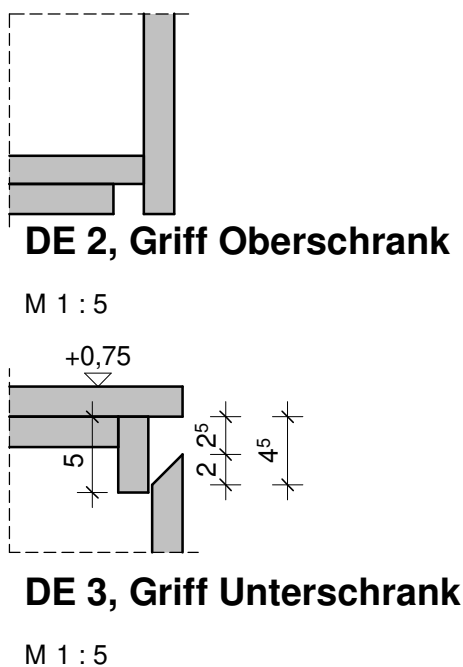 DE 2, Griff Oberschrank
M 1 : 5
+0,75
5
2⁵
2
4⁵
DE 3, Griff Unterschrank
M 1 : 5